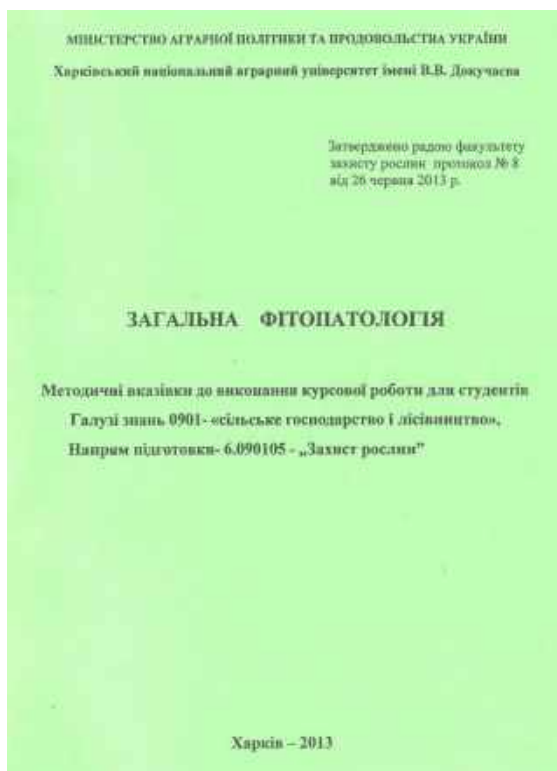 МІНІСТЕРСТВО АГРАРНОЇ ПОЛІТИКИ ТА ПРОДОВОЛЬСТВА УКРАЇНИ
Харківський національний аграрний університет імені В.В. Докучаєва
Затверджено радою факультету
захисту рослин протокол № 8
від 26 червня 2013 р.
ЗАГАЛЬНА ФІТОПАТОЛОГІЯ
Методичні вказівки до виконання курсової роботи для студентів
Галузі знань 0901- «сільське господарство і лісівництво»,
Напрям підготовки- 6.090105 - „Захист рослин”
Харків – 2013